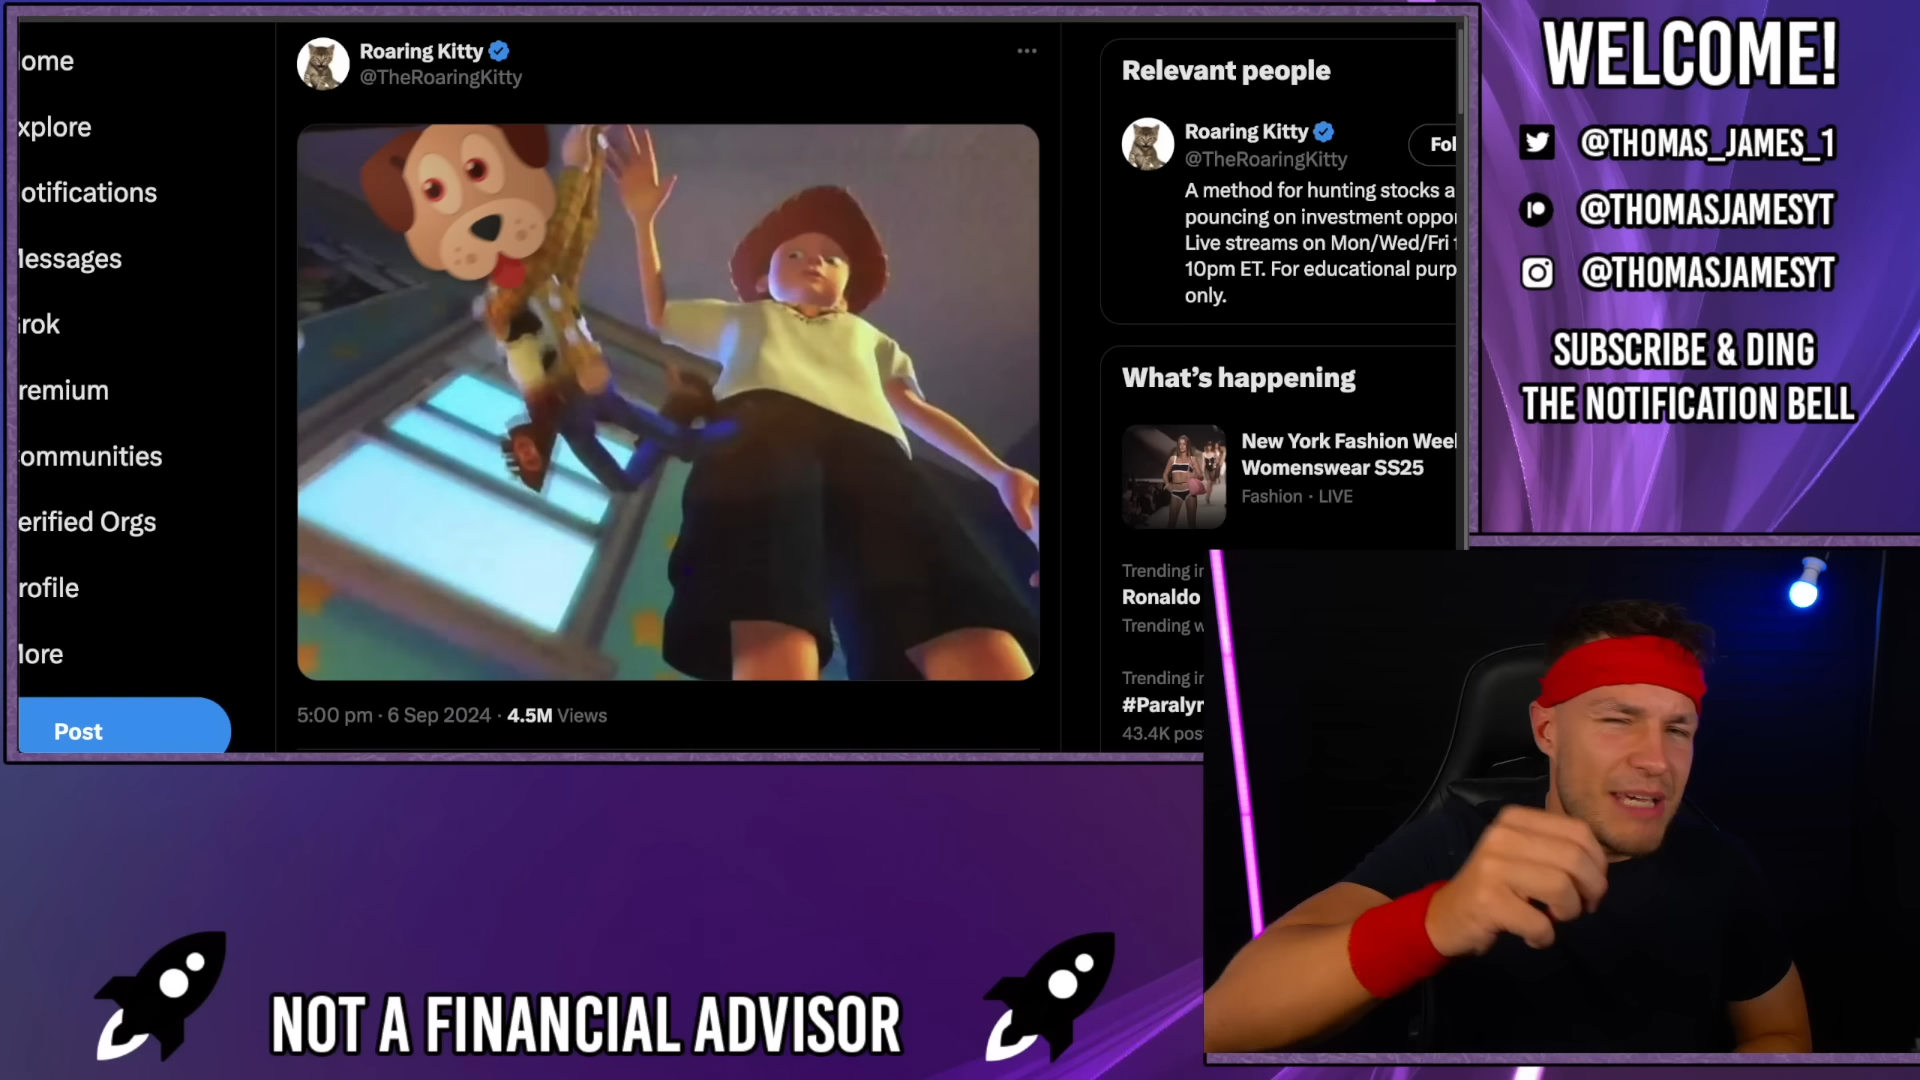 ome
xplore
otifications
lessages
rok
remium
ommunities
erified Orgs
rofile
lore
Post
Roaring Kitty
@TheRoaringKitty
5:00 pm · 6 Sep 2024 · 4.5M Views
Relevant people
Roaring Kitty
@TheRoaringKitty
Fol
A method for hunting stocks a
pouncing on investment oppor
Live streams on Mon/Wed/Fri
10pm ET. For educational purp
only.
What's happening
New York Fashion Week
Womenswear SS25
Fashion · LIVE
Trending in
Ronaldo
Trending w
Trending in
#Paralyr
43.4K pos
WELCOME!
@THOMAS_JAMES_1
@THOMASJAMESYT
@THOMASJAMESYT
SUBSCRIBE & DING
THE NOTIFICATION BELL
NOT A FINANCIAL ADVISOR